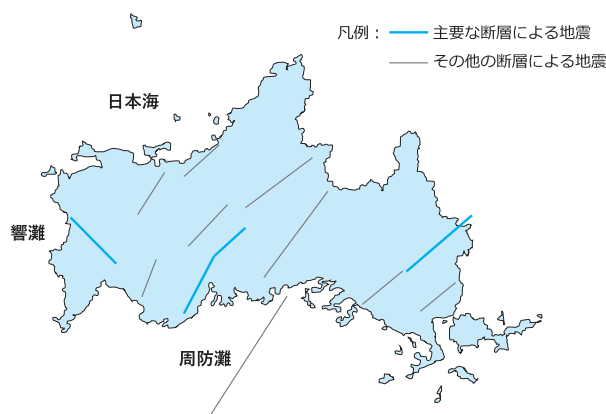 凡例：
主要な断層による地震
その他の断層による地震
日本海
響灘
周防灘